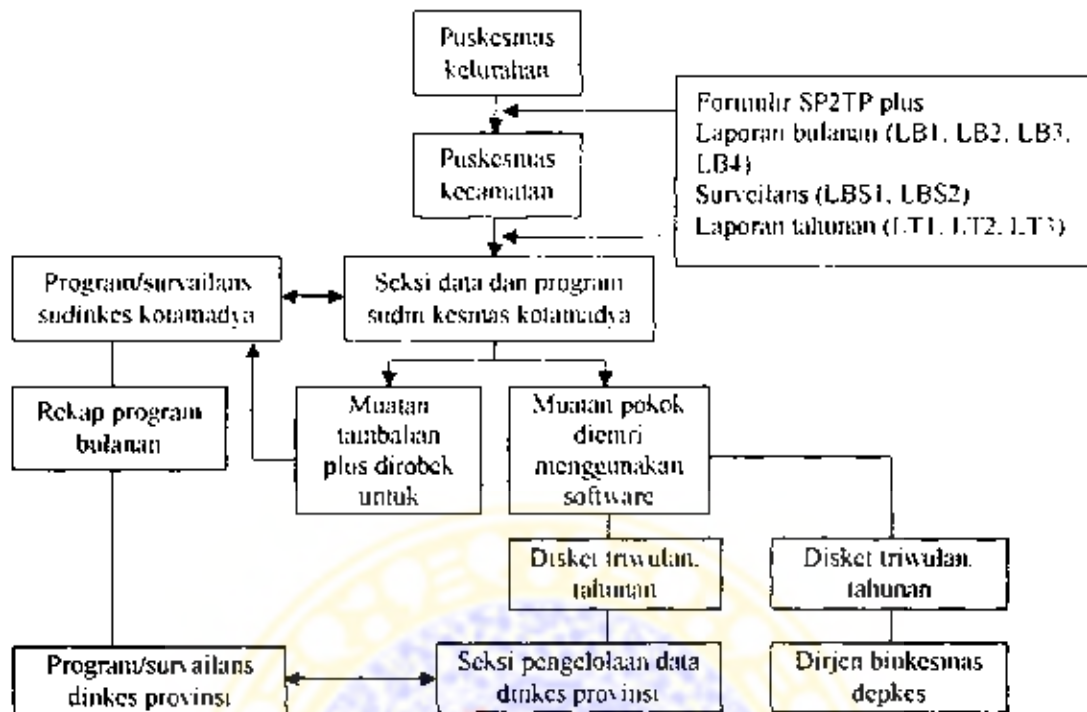 Puskesmas
kelurahan
Formulir SP2TP plus
Laporan bulanan (LB1, LB2, LB3,
LB4)
Surveilans (LBS1, LBS2)
Laporan tahunan (LT1, LT2, LT3)
Puskesmas
kecamatan
Program/survailans
sudinkes kotamadya
Seksi data dan program
sudin kesmas kotamadya
Rekap program
bulanan
Muatan
tambahan
plus dirobek
untuk
Muatan pokok
dientri
menggunakan
software
Disket triwulan.
tahunan
Disket triwulan.
tahunan
Program/survailans
dinkes provinsi
Seksi pengelolaan data
dinkes provinsi
Dirjen binkesmas
depkes